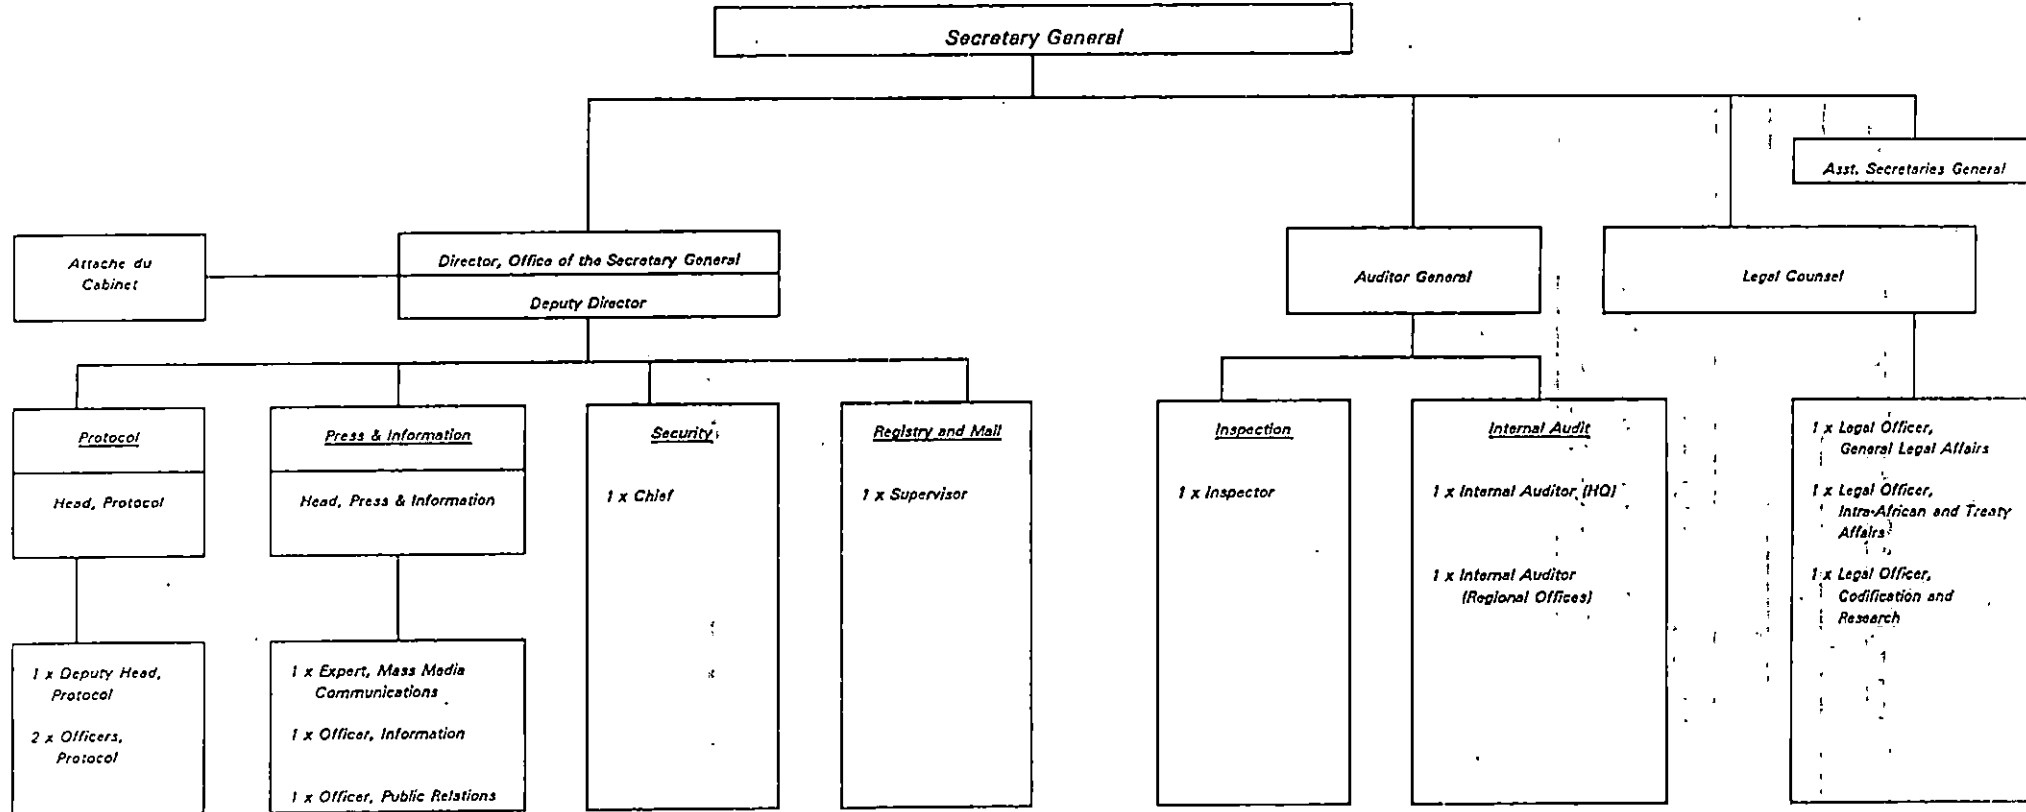 Secretary General
Asst. Secretaries General
Attache du
Cabinet
Director, Office of the Secretary General
Deputy Director
Auditor General
Legal Counsel
Protocol
Head, Protocol
1 x Deputy Head,
Protocol
2 x Officers,
Protocol
Press & Information
Head, Press & Information
1 x Expert, Mass Media
Communications
1 x Officer, Information
1 x Officer, Public Relations
Security
1 x Chief
Registry and Mail
1 x Supervisor
Inspection
1 x Inspector
Internal Audit
1 x Internal Auditor (HQ)
1 x Internal Auditor
(Regional Offices)
1 x Legal Officer,
General Legal Affairs
1 x Legal Officer,
Intra-African and Treaty
Affairs
1 x Legal Officer,
Codification and
Research